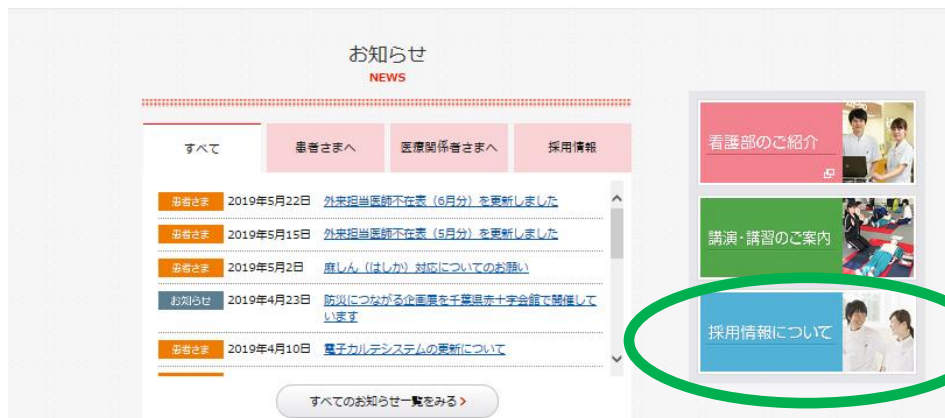 お知らせ
NEWS
すべて
患者さまへ
医療関係者さまへ
採用情報
患者さま 2019年5月22日 外来担当医師不在表（6月分）を更新しました
患者さま 2019年5月15日 外来担当医師不在表（5月分）を更新しました
患者さま 2019年5月2日 麻しん（はしか）対応についてのお願い
お知らせ 2019年4月23日 防災につながる企画展を千葉県赤十字会館で開催して
います
患者さま 2019年4月10日 電子カルテシステムの更新について
すべてのお知らせ一覧をみる
看護部のご紹介
講演・講習のご案内
採用情報について